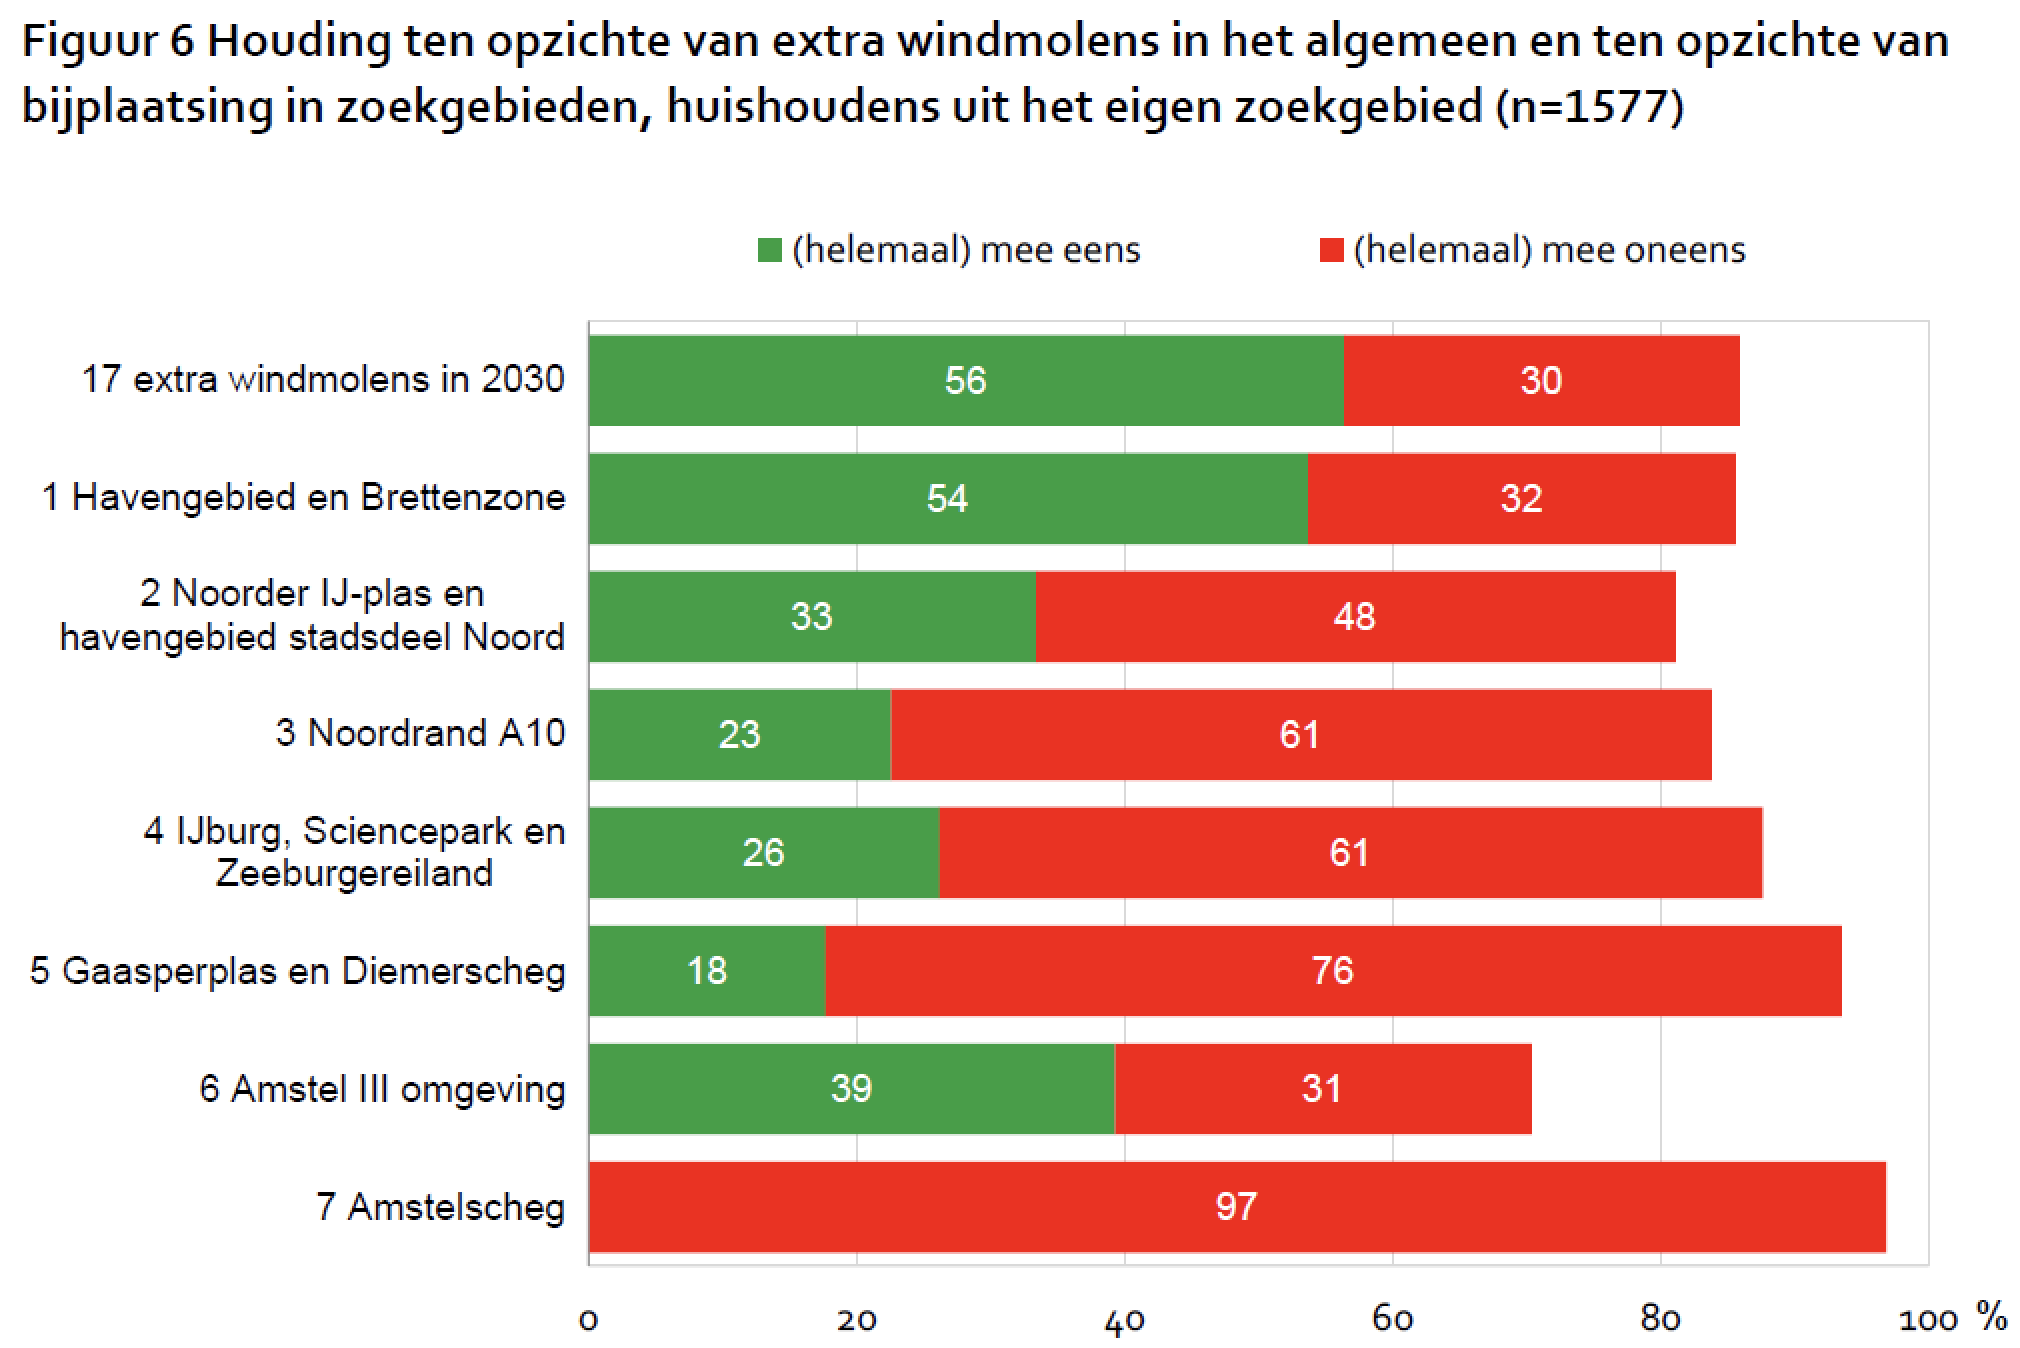 Figuur 6 Houding ten opzichte van extra windmolens in het algemeen en ten opzichte van
bijplaatsing in zoekgebieden, huishoudens uit het eigen zoekgebied (n=1577)
(helemaal) mee eens (helemaal) mee oneens
17 extra windmolens in 2030 56 30
1 Havengebied en Brettenzone 54 32
2 Noorder IJ-plas en
havengebied stadsdeel Noord 33 48
3 Noordrand A10 23 61
4 IJburg, Sciencepark en
Zeeburgereiland 26 61
5 Gaasperplas en Diemerscheg 18 76
6 Amstel III omgeving 39 31
7 Amstelscheg 97
0 20 40 60 80 100 %